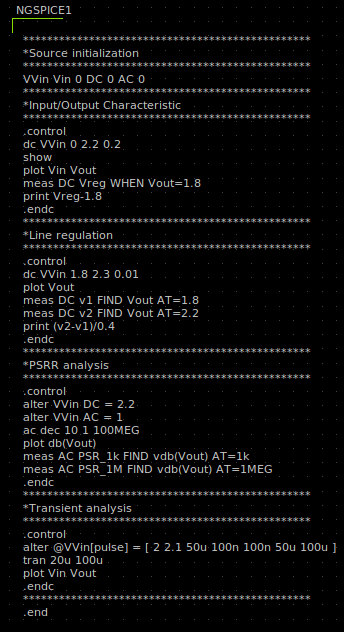 NGSPICE1
************************************************
*Source initialization
************************************************
VVin Vin 0 DC 0 AC 0
************************************************
*Input/Output Characteristic
************************************************
.control
dc VVin 0 2.2 0.2
show
plot Vin Vout
meas DC Vreg WHEN Vout=1.8
print Vreg-1.8
.endc
************************************************
*Line regulation
************************************************
.control
dc VVin 1.8 2.3 0.01
plot Vout
meas DC v1 FIND Vout AT=1.8
meas DC v2 FIND Vout AT=2.2
print (v2-v1)/0.4
.endc
************************************************
*PSRR analysis
************************************************
.control
alter VVin DC = 2.2
alter VVin AC = 1
ac dec 10 1 100MEG
plot db(Vout)
meas AC PSR_1k FIND vdb(Vout) AT=1k
meas AC PSR_1M FIND vdb(Vout) AT=1MEG
.endc
************************************************
*Transient analysis
************************************************
.control
alter @VVin[pulse] = [ 2 2.1 50u 100n 100n 50u 100u ]
tran 20u 100u
plot Vin Vout
.endc
************************************************
.end